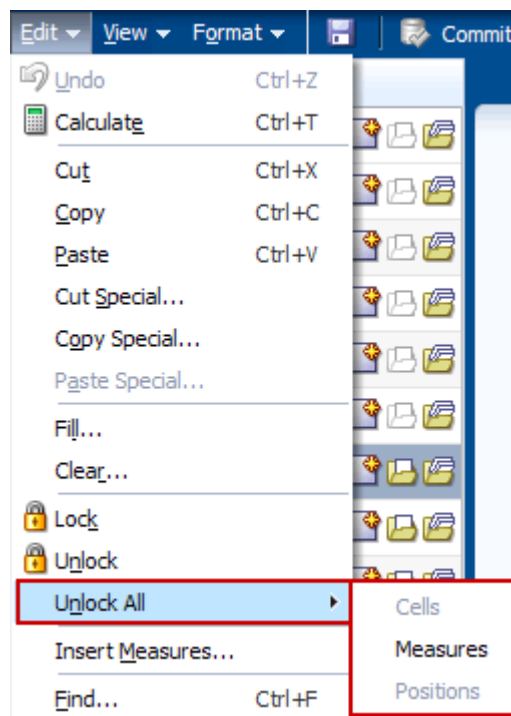 Edit View Format Commit
Undo Ctrl+Z
Calculate Ctrl+T
Cut Ctrl+X
Copy Ctrl+C
Paste Ctrl+V
Cut Special...
Copy Special...
Paste Special...
Fill...
Clear...
Lock
Unlock
Unlock All Cells
Insert Measures... Measures
Find... Ctrl+F Positions